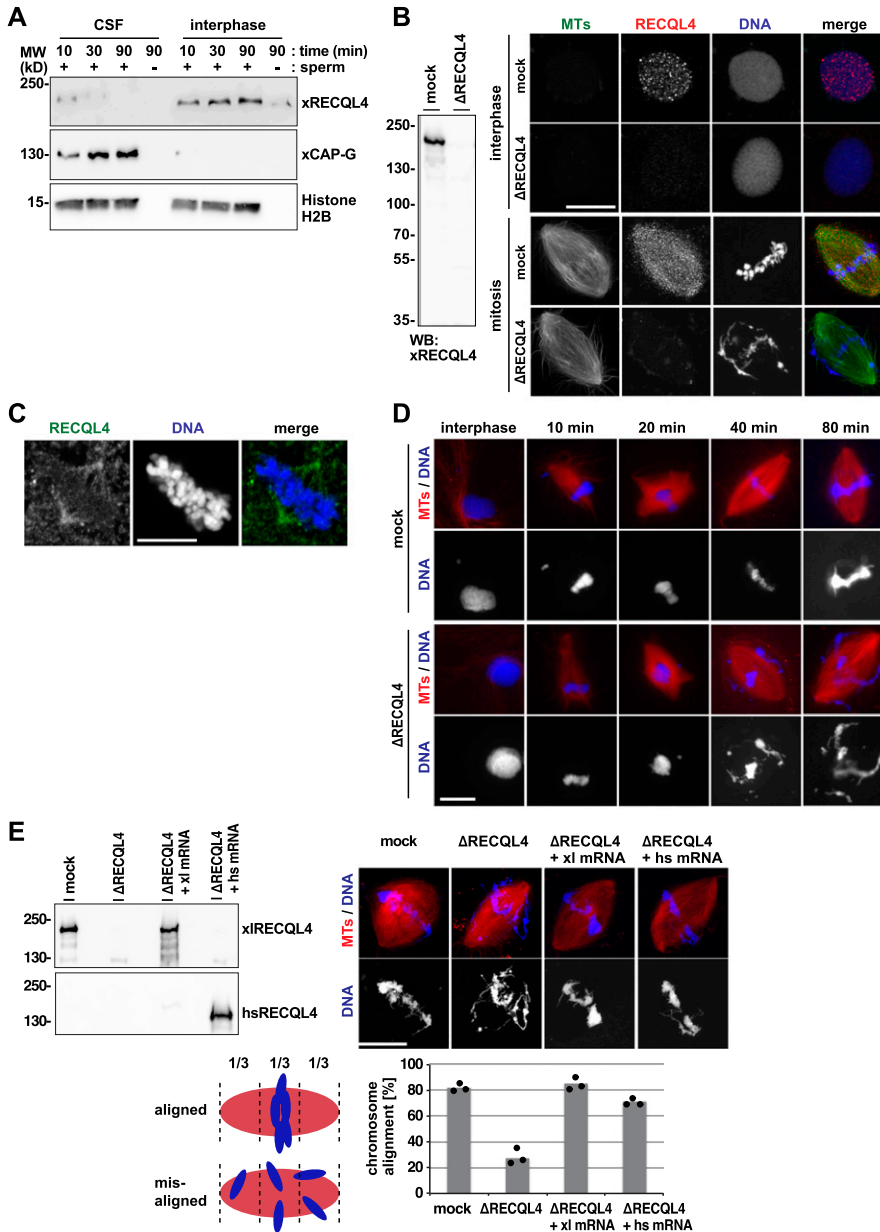 A
CSF interphase
MW 10 30 90 90 10 30 90 90 : time (min)
(kD) + + + - + + + - : sperm
250-
xRECQL4
130- xCAP-G
15- Histone
H2B
B
mock
ΔRECQL4
250-
130-
100-
70-
55-
35-
WB:
xRECQL4
MTs RECQL4 DNA merge
interphase
mock
ΔRECQL4
mitosis
mock
ΔRECQL4
C
RECQL4 DNA merge
D
interphase 10 min 20 min 40 min 80 min
mock
MTs / DNA
DNA
ΔRECQL4
MTs / DNA
DNA
E
mock
ΔRECQL4
ΔRECQL4
+ xl mRNA
ΔRECQL4
+ hs mRNA
250-
xlRECQL4
130-
250-
hsRECQL4
130-
mock ΔRECQL4 ΔRECQL4 ΔRECQL4
+ xl mRNA + hs mRNA
MTs / DNA
DNA
1/3 1/3 1/3
aligned
mis-
aligned
chromosome
alignment [%]
100
80
60
40
20
0
mock ΔRECQL4 ΔRECQL4 ΔRECQL4
+ xl mRNA + hs mRNA